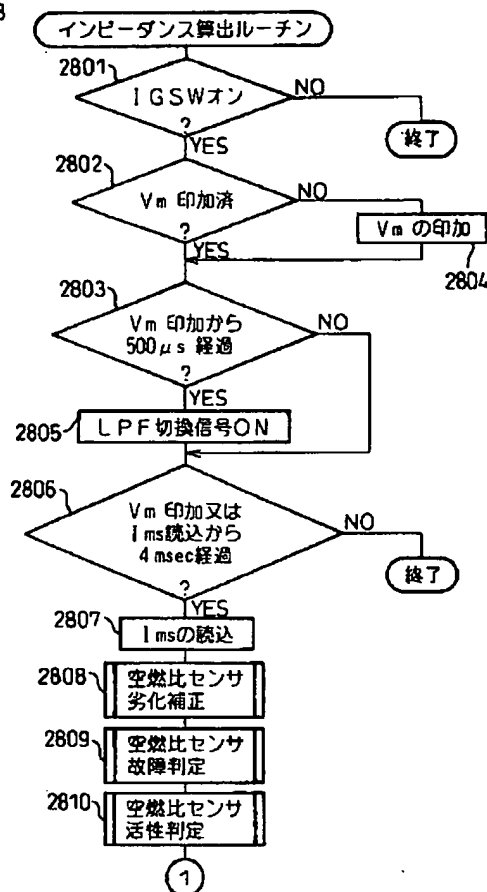 8
インピーダンス算出ルーチン
2801
IGSWオン
?
NO
終了
YES
2802
Vm 印加済
?
NO
Vm の印加
2804
YES
2803
Vm 印加から
500μs 経過
?
NO
YES
2805
LPF切換信号ON
2806
Vm 印加又は
Ims読込から
4msec経過
?
NO
終了
YES
2807
Imsの読込
2808
空燃比センサ
劣化補正
2809
空燃比センサ
故障判定
2810
空燃比センサ
活性判定
1